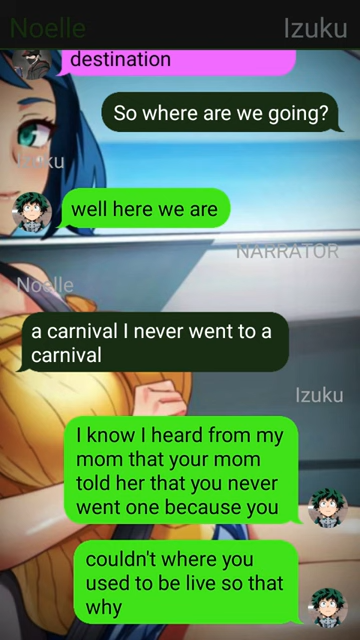 Noelle
Izuku
destination
So where are we going?
well here we are
NARRATOR
Noelle
a carnival I never went to a
carnival
Izuku
I know I heard from my
mom that your mom
told her that you never
went one because you
couldn't where you
used to be live so that
why